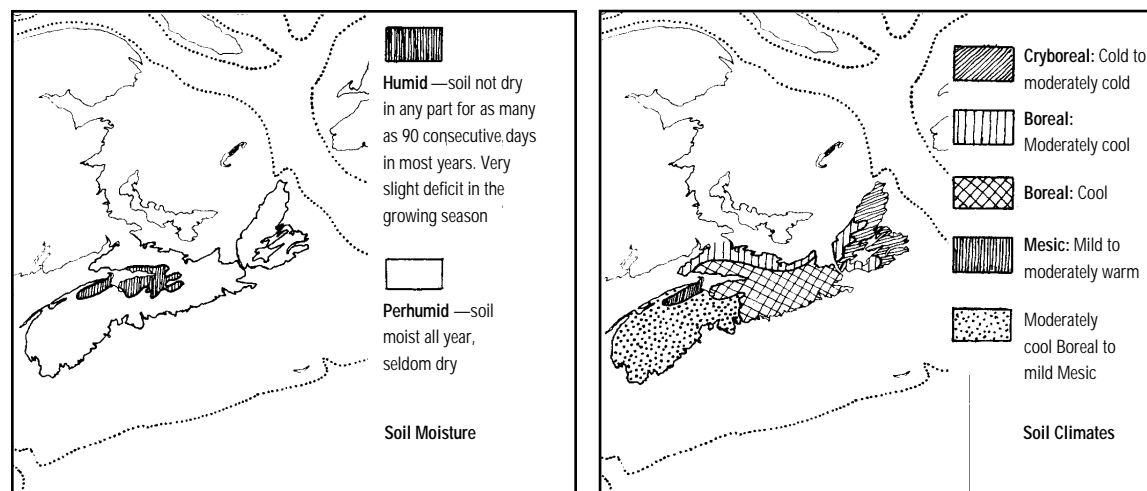 Humid —soil not dry
in any part for as many
as 90 consecutive days
in most years. Very
slight deficit in the
growing season
Perhumid —soil
moist all year,
seldom dry
Soil Moisture
Cryboreal: Cold to
moderately cold
Boreal:
Moderately cool
Boreal: Cool
Mesic: Mild to
moderately warm
Moderately
cool Boreal to
mild Mesic
Soil Climates